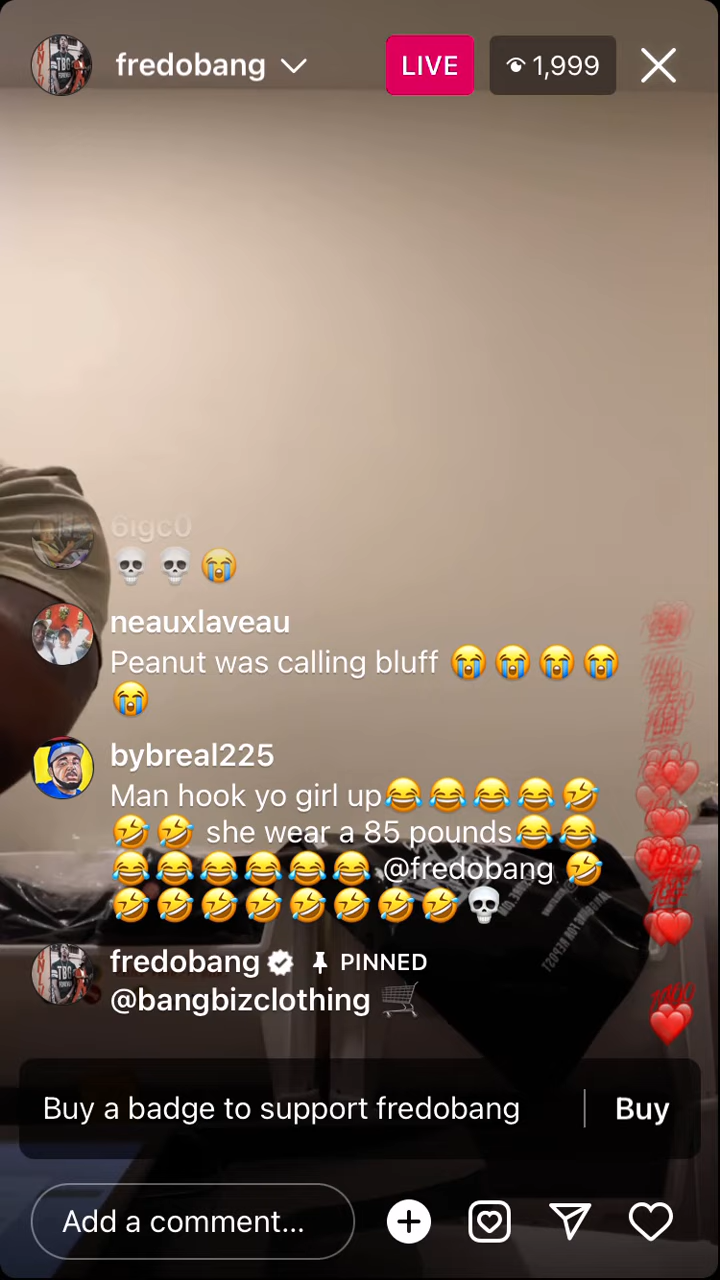 fredobang LIVE 1,999
6igc0
💀 💀 😭
neauxlaveau
Peanut was calling bluff 😭 😭 😭 😭
😭
bybreal225
Man hook yo girl up😂 😂 😂 😂 🤣
🤣 🤣 she wear a 85 pounds😂 😂
😂 😂 😂 😂 😂 😂 @fredobang 🤣
🤣 🤣 🤣 🤣 🤣 🤣 🤣 🤣💀
fredobang PINNED
@bangbizclothing 🛒
Buy a badge to support fredobang | Buy
Add a comment...